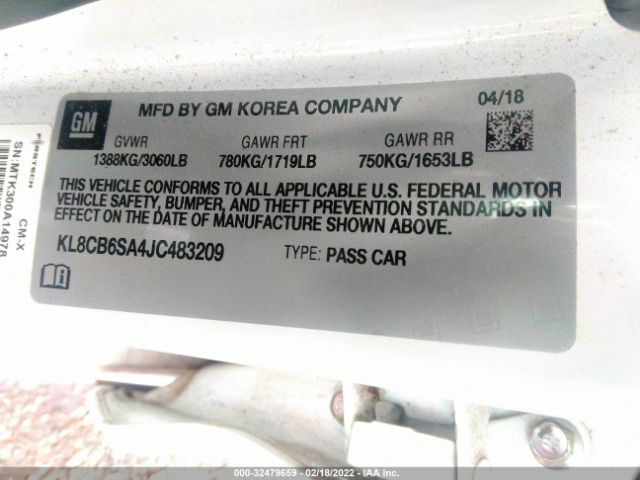 GM
MFD BY GM KOREA COMPANY
04/18
GVWR GAWR FRT GAWR RR
1388KG/3060LB 780KG/1719LB 750KG/1653LB
THIS VEHICLE CONFORMS TO ALL APPLICABLE U.S. FEDERAL MOTOR
VEHICLE SAFETY, BUMPER, AND THEFT PREVENTION STANDARDS IN
EFFECT ON THE DATE OF MANUFACTURE SHOWN ABOVE.
KL8CB6SA4JC483209 TYPE: PASS CAR
FIRSTECH
CM-X
SN:MTK300A14978
000-32479659 - 02/18/2022 - IAA Inc.